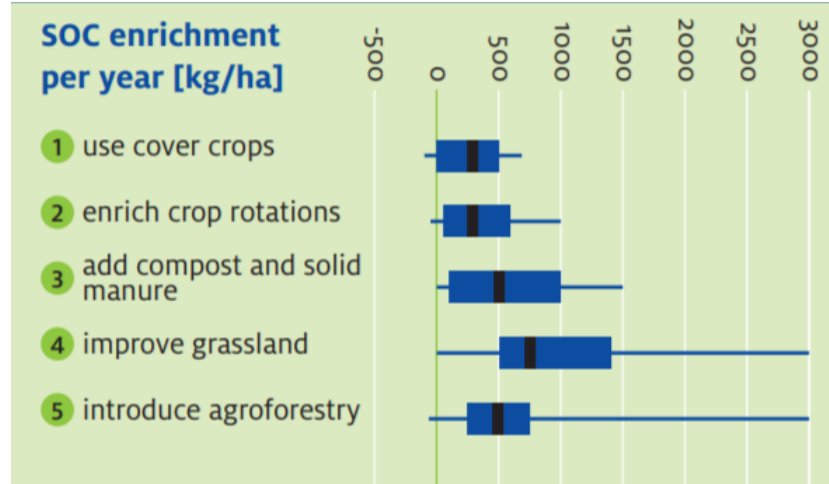 SOC enrichment
per year [kg/ha]
-500
0
500
1000
1500
2000
2500
3000
1 use cover crops
2 enrich crop rotations
3 add compost and solid
manure
4 improve grassland
5 introduce agroforestry